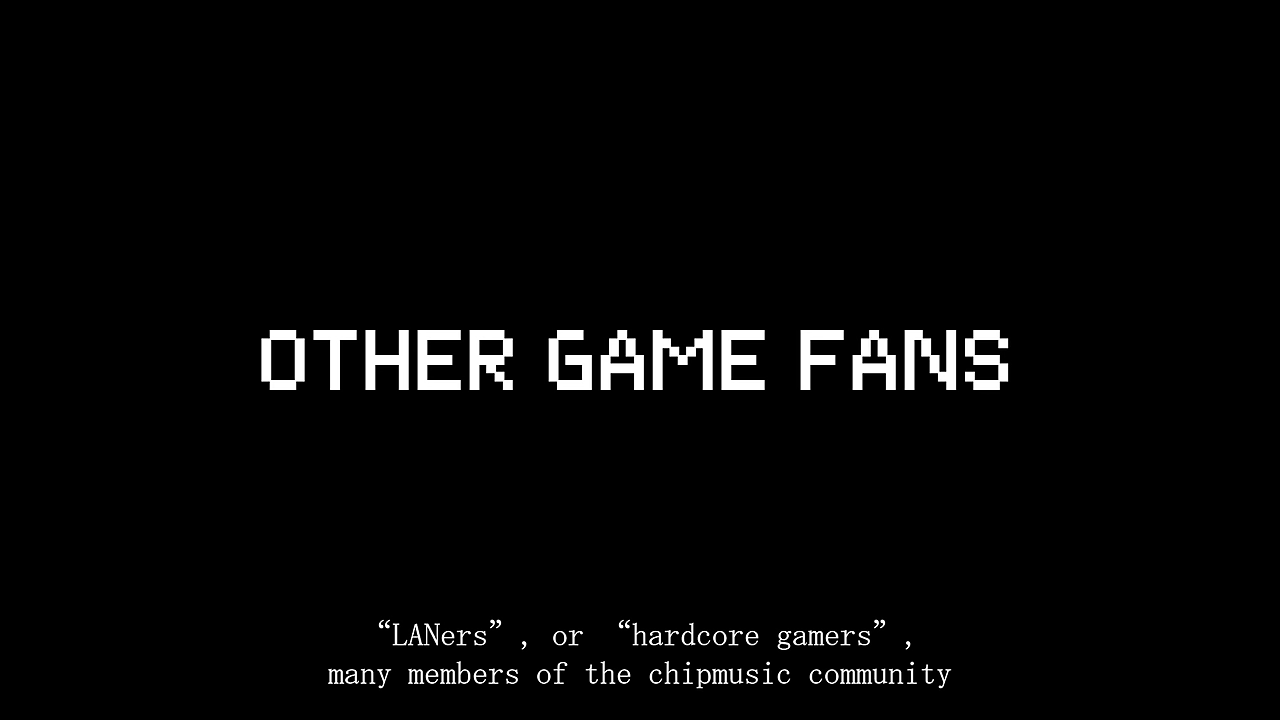 OTHER GAME FANS
“LANers”, or “hardcore gamers”,
many members of the chipmusic community